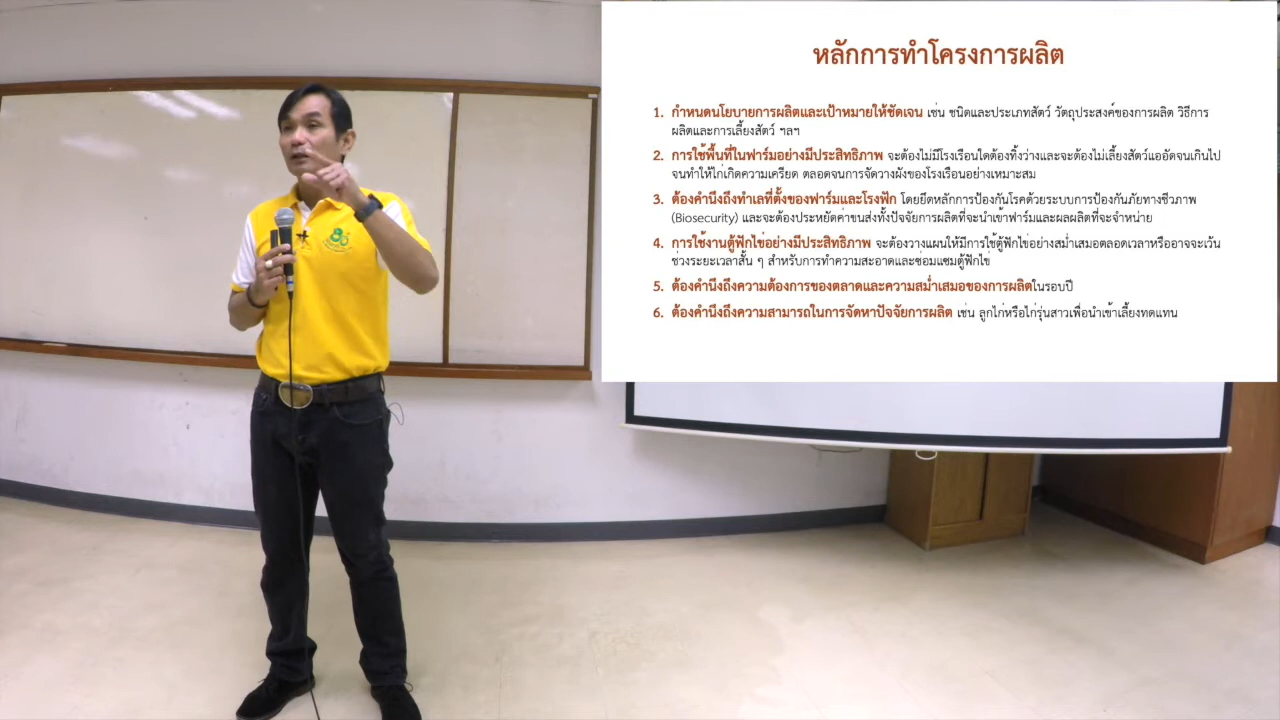 หลักการทำโครงการผลิต
1. กำหนดนโยบายการผลิตและเป้าหมายให้ชัดเจน เช่น ชนิดและประเภทสัตว์ วัตถุประสงค์ของการผลิต วิธีการ
ผลิตและการเลี้ยงสัตว์ ฯลฯ
2. การใช้พื้นที่ในฟาร์มอย่างมีประสิทธิภาพ จะต้องไม่มีโรงเรือนใดต้องทิ้งว่างและจะต้องไม่เลี้ยงสัตว์แออัดจนเกินไป
จนทำให้ไก่เกิดความเครียด ตลอดจนการจัดวางผังของโรงเรือนอย่างเหมาะสม
3. ต้องคำนึงถึงทำเลที่ตั้งของฟาร์มและโรงฟัก โดยยึดหลักการป้องกันโรคด้วยระบบการป้องกันภัยทางชีวภาพ
(Biosecurity) และจะต้องประหยัดค่าขนส่งทั้งปัจจัยการผลิตที่จะนำเข้าฟาร์มและผลผลิตที่จะจำหน่าย
4. การใช้งานตู้ฟักไข่อย่างมีประสิทธิภาพ จะต้องวางแผนให้มีการใช้ตู้ฟักไข่อย่างสม่ำเสมอตลอดเวลาหรืออาจจะเว้น
ช่วงระยะเวลาสั้น ๆ สำหรับการทำความสะอาดและซ่อมแซมตู้ฟักไข่
5. ต้องคำนึงถึงความต้องการของตลาดและความสม่ำเสมอของการผลิตในรอบปี
6. ต้องคำนึงถึงความสามารถในการจัดหาปัจจัยการผลิต เช่น ลูกไก่หรือไก่รุ่นสาวเพื่อนำเข้าเลี้ยงทดแทน